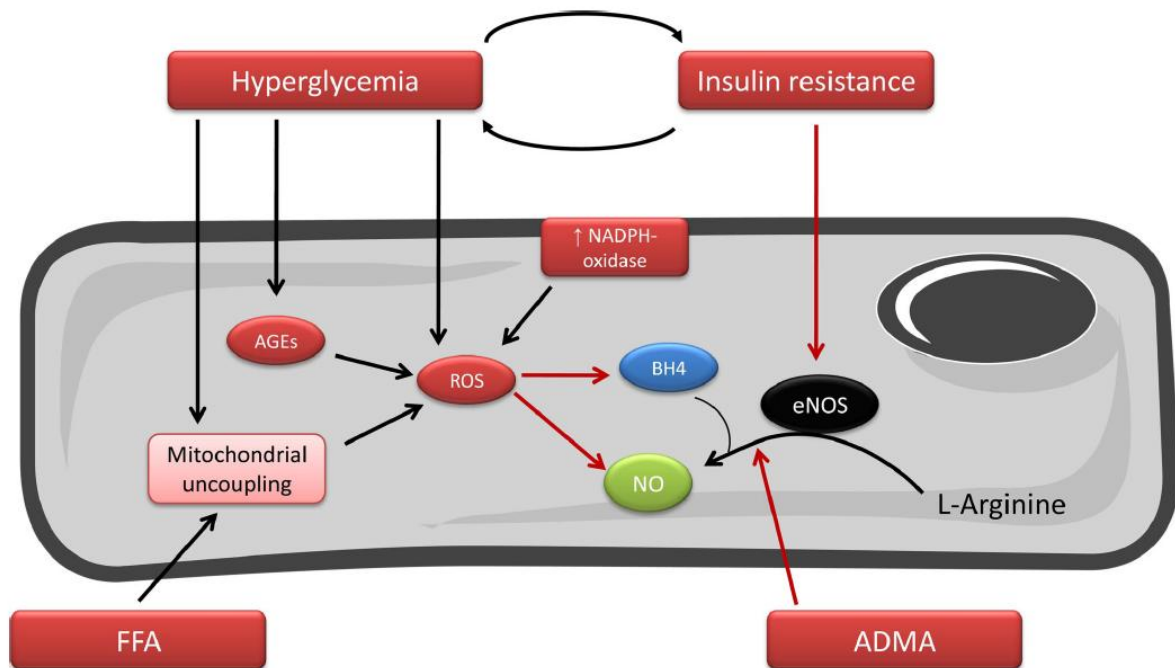 Hyperglycemia
Insulin resistance
↑ NADPH-
oxidase
AGEs
ROS
BH4
eNOS
Mitochondrial
uncoupling
NO
L-Arginine
FFA
ADMA